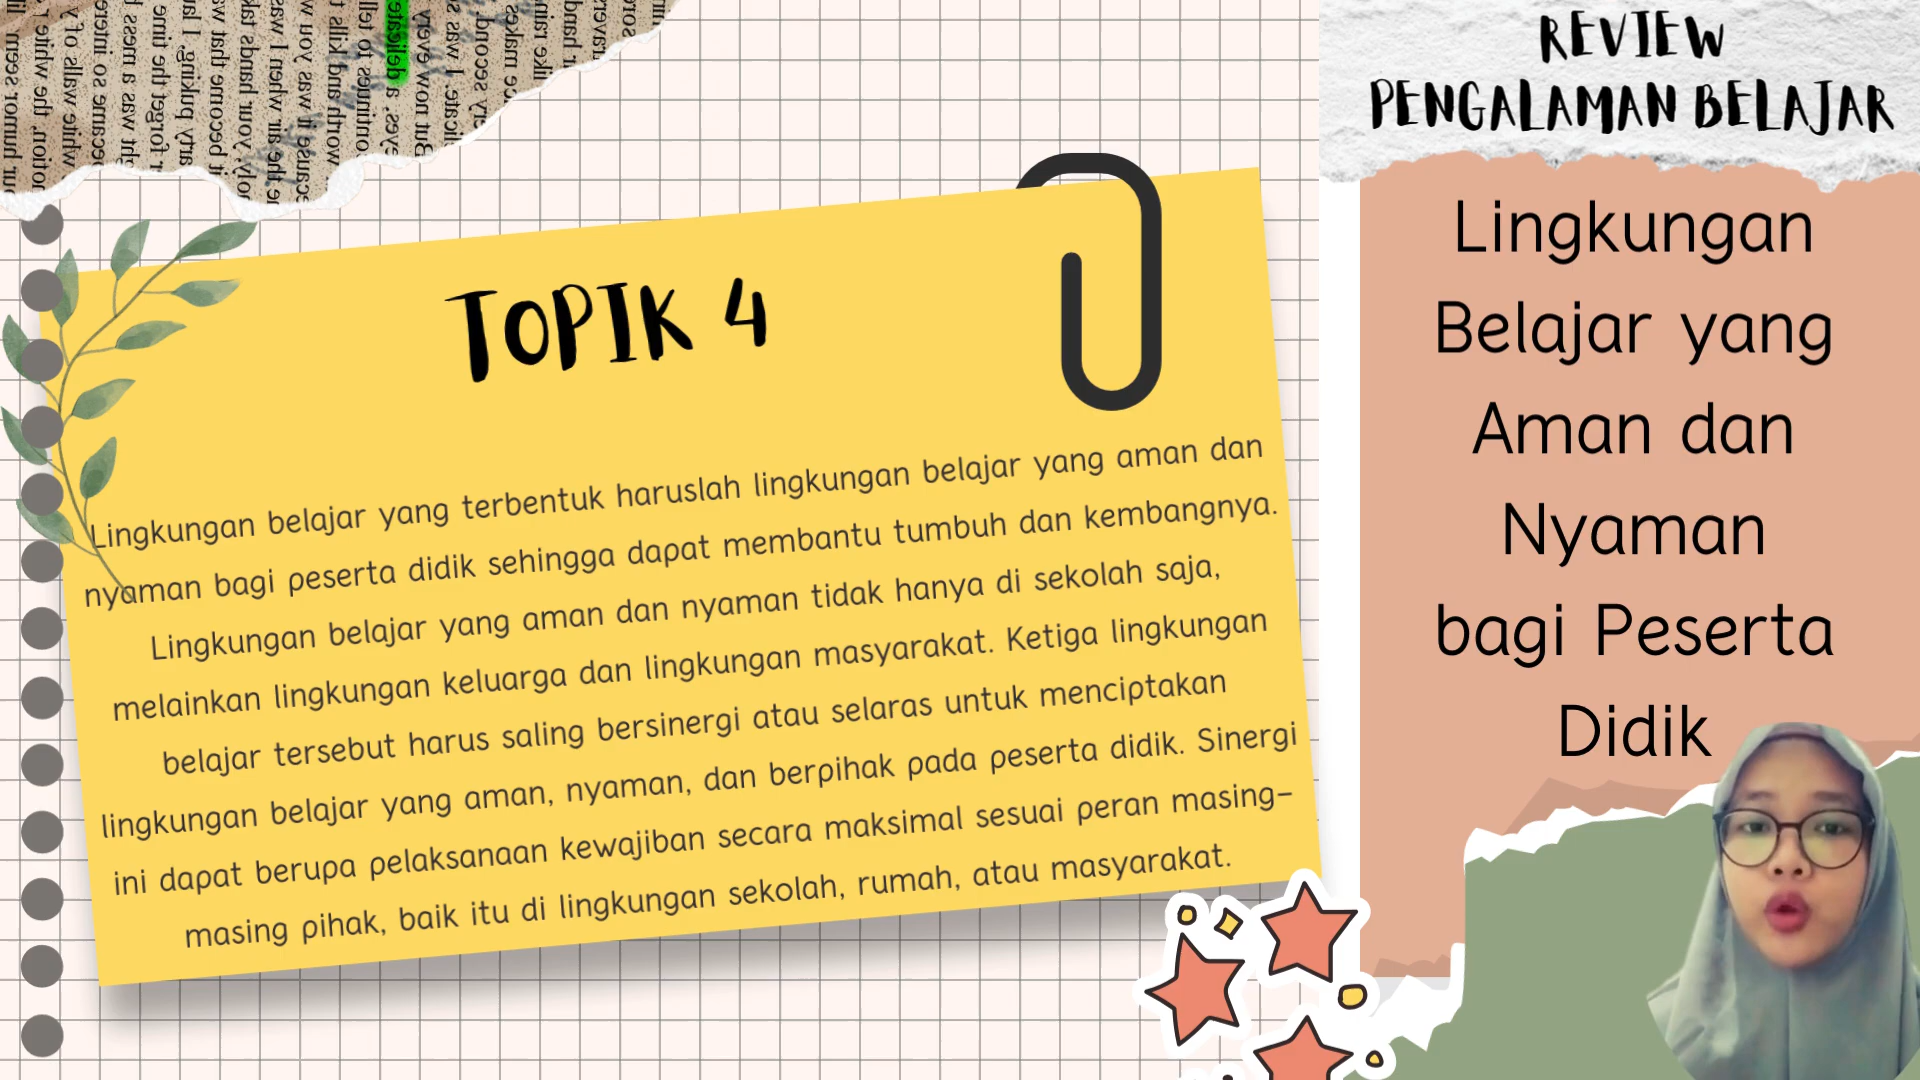 TOPIK 4
Lingkungan belajar yang terbentuk haruslah lingkungan belajar yang aman dan
nyaman bagi peserta didik sehingga dapat membantu tumbuh dan kembangnya.
Lingkungan belajar yang aman dan nyaman tidak hanya di sekolah saja,
melainkan lingkungan keluarga dan lingkungan masyarakat. Ketiga lingkungan
belajar tersebut harus saling bersinergi atau selaras untuk menciptakan
lingkungan belajar yang aman, nyaman, dan berpihak pada peserta didik. Sinergi
ini dapat berupa pelaksanaan kewajiban secara maksimal sesuai peran masing-
masing pihak, baik itu di lingkungan sekolah, rumah, atau masyarakat.
REVIEW
PENGALAMAN BELAJAR
Lingkungan
Belajar yang
Aman dan
Nyaman
bagi Peserta
Didik